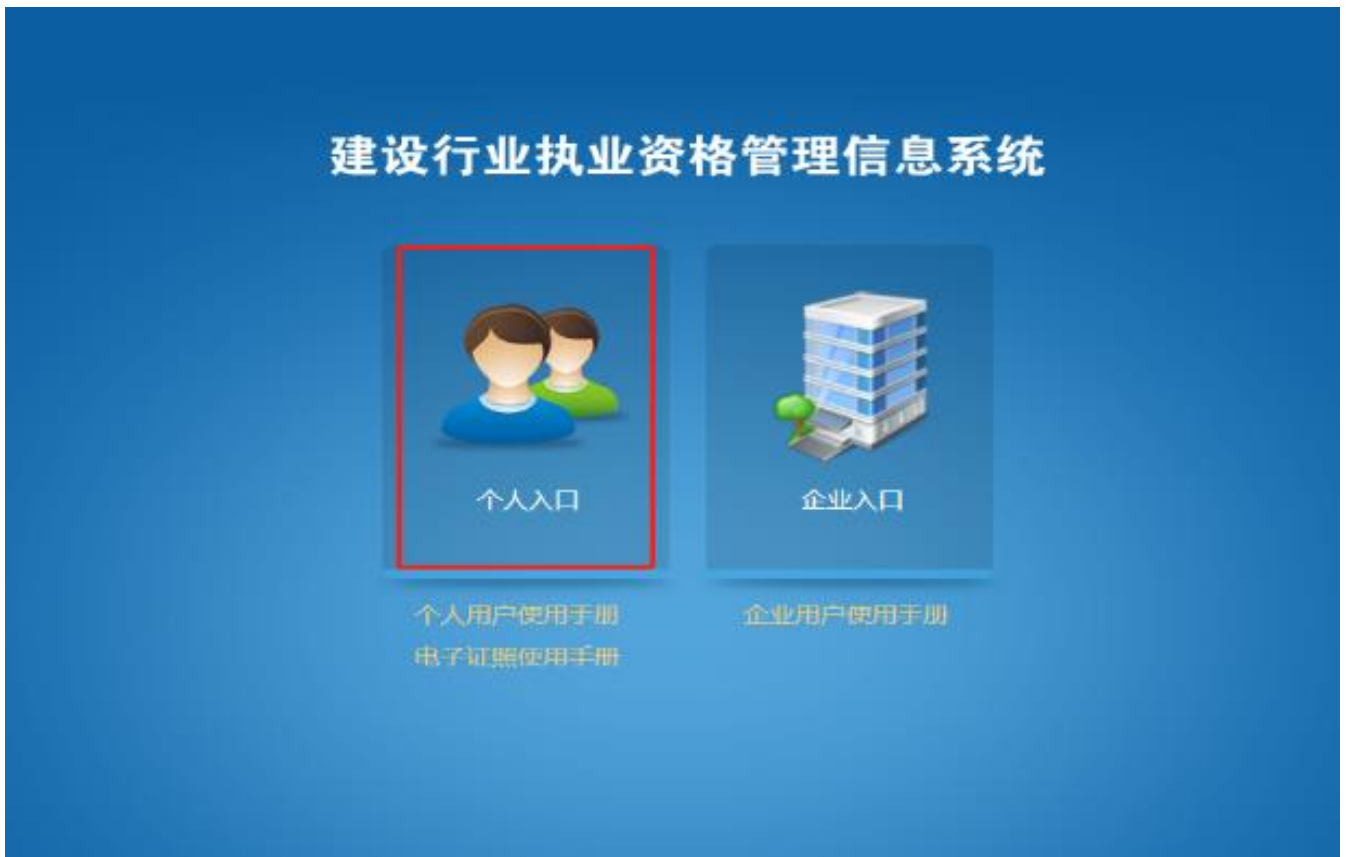 建设行业执业资格管理信息系统
个人入口
企业入口
个人用户使用手册
企业用户使用手册
电子证照使用手册